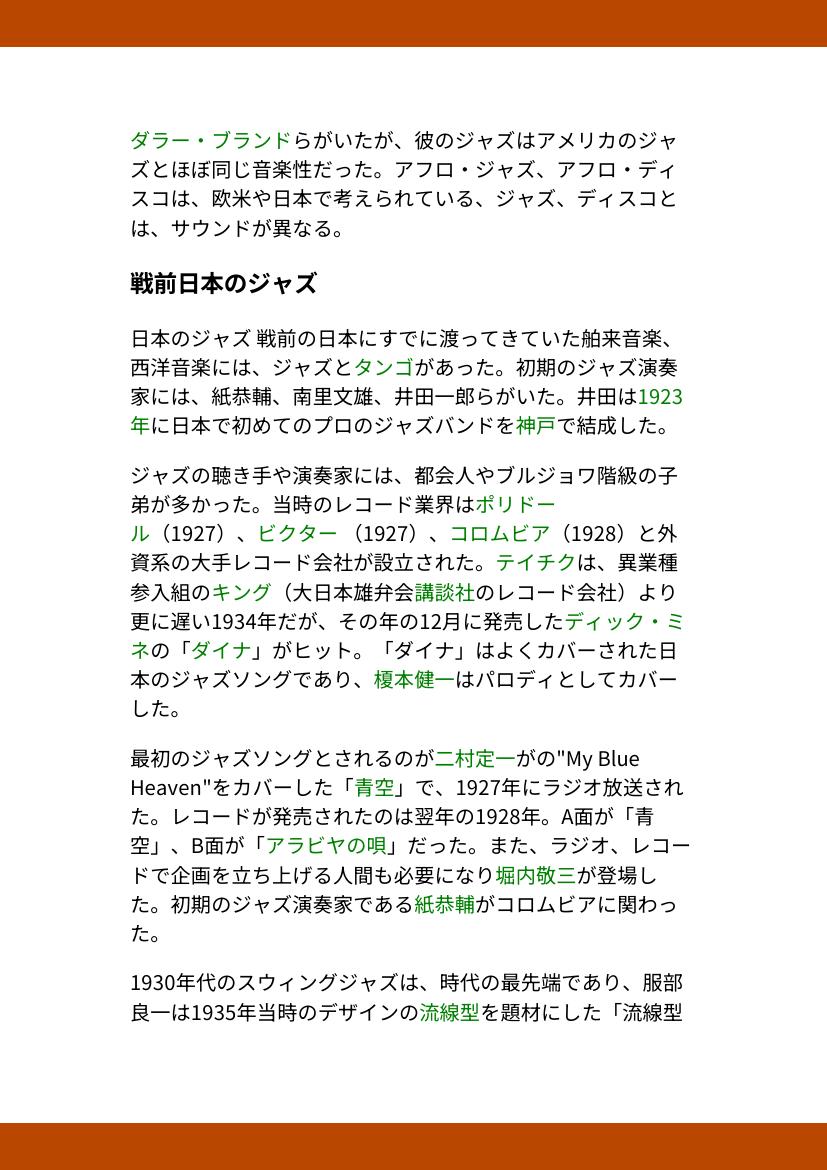 ダラー・ブランドらがいたが、彼のジャズはアメリカのジャ
ズとほぼ同じ音楽性だった。アフロ・ジャズ、アフロ・ディ
スコは、欧米や日本で考えられている、ジャズ、ディスコと
は、サウンドが異なる。
戦前日本のジャズ
日本のジャズ 戦前の日本にすでに渡ってきていた舶来音楽、
西洋音楽には、ジャズとタンゴがあった。初期のジャズ演奏
家には、紙恭輔、南里文雄、井田一郎らがいた。井田は1923
年に日本で初めてのプロのジャズバンドを神戸で結成した。
ジャズの聴き手や演奏家には、都会人やブルジョワ階級の子
弟が多かった。当時のレコード業界はポリドー
ル（1927）、ビクター （1927）、コロムビア（1928）と外
資系の大手レコード会社が設立された。テイチクは、異業種
参入組のキング（大日本雄弁会講談社のレコード会社）より
更に遅い1934年だが、その年の12月に発売したディック・ミ
ネの「ダイナ」がヒット。「ダイナ」はよくカバーされた日
本のジャズソングであり、榎本健一はパロディとしてカバー
した。
最初のジャズソングとされるのが二村定一がの"My Blue
Heaven"をカバーした「青空」で、1927年にラジオ放送され
た。レコードが発売されたのは翌年の1928年。A面が「青
空」、B面が「アラビヤの唄」だった。また、ラジオ、レコー
ドで企画を立ち上げる人間も必要になり堀内敬三が登場し
た。初期のジャズ演奏家である紙恭輔がコロムビアに関わっ
た。
1930年代のスウィングジャズは、時代の最先端であり、服部
良一は1935年当時のデザインの流線型を題材にした「流線型